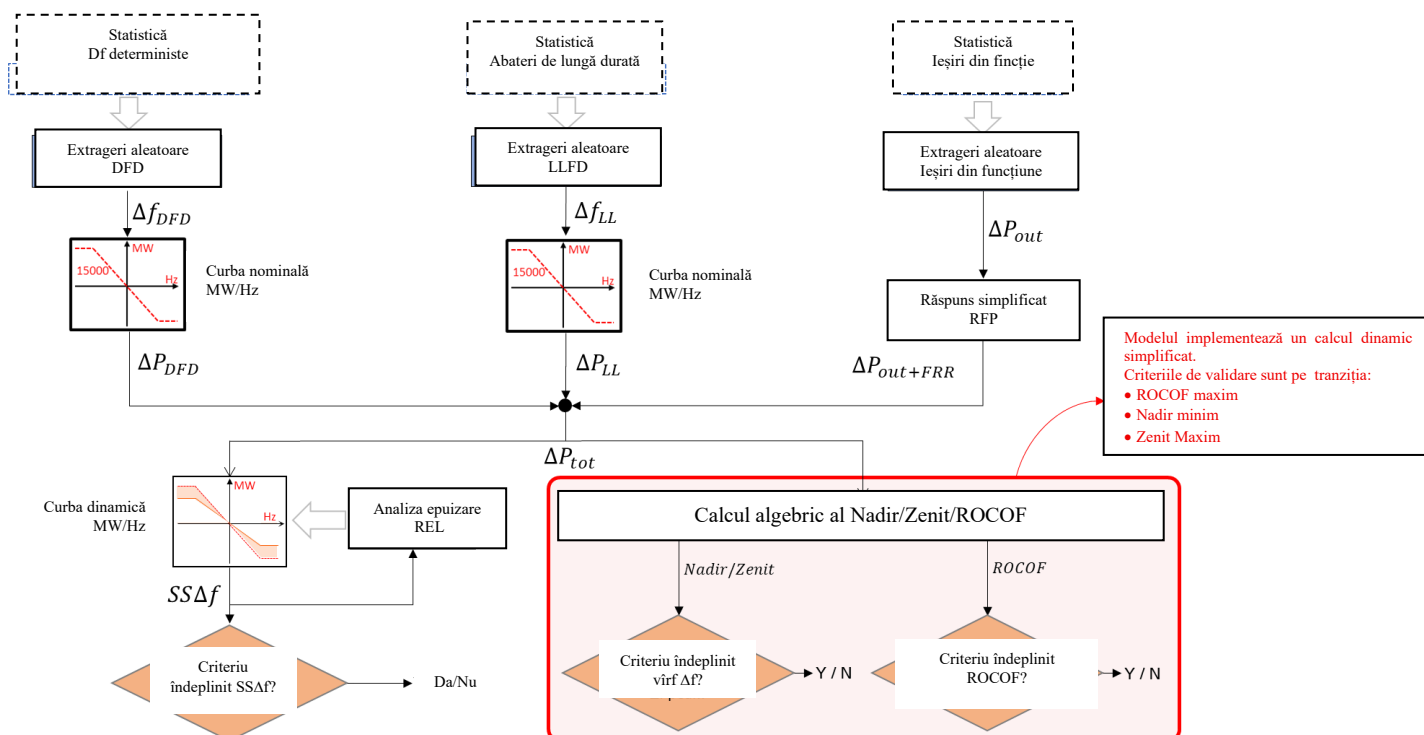 Statistică
Df deterministe
Statistică
Abateri de lungă durată
Statistică
Ieșiri din fincție
Extrageri aleatoare
DFD
Extrageri aleatoare
LLFD
Extrageri aleatoare
Ieșiri din funcțiune
Δf_DFD
Δf_LL
ΔP_out
MW
15000
Hz
Curba nominală
MW/Hz
MW
15000
Hz
Curba nominală
MW/Hz
Răspuns simplificat
RFP
Modelul implementează un calcul dinamic
simplificat.
Criteriile de validare sunt pe tranziția:
• ROCOF maxim
• Nadir minim
• Zenit Maxim
ΔP_DFD
ΔP_LL
ΔP_out+FRR
ΔP_tot
Curba dinamică
MW/Hz
MW
Hz
Analiza epuizare
REL
Calcul algebric al Nadir/Zenit/ROCOF
Nadir/Zenit
ROCOF
SSΔf
Criteriu
îndeplinit SSΔf?
Da/Nu
Criteriu îndeplinit
vîrf Δf?
Y / N
Criteriu îndeplinit
ROCOF?
Y / N